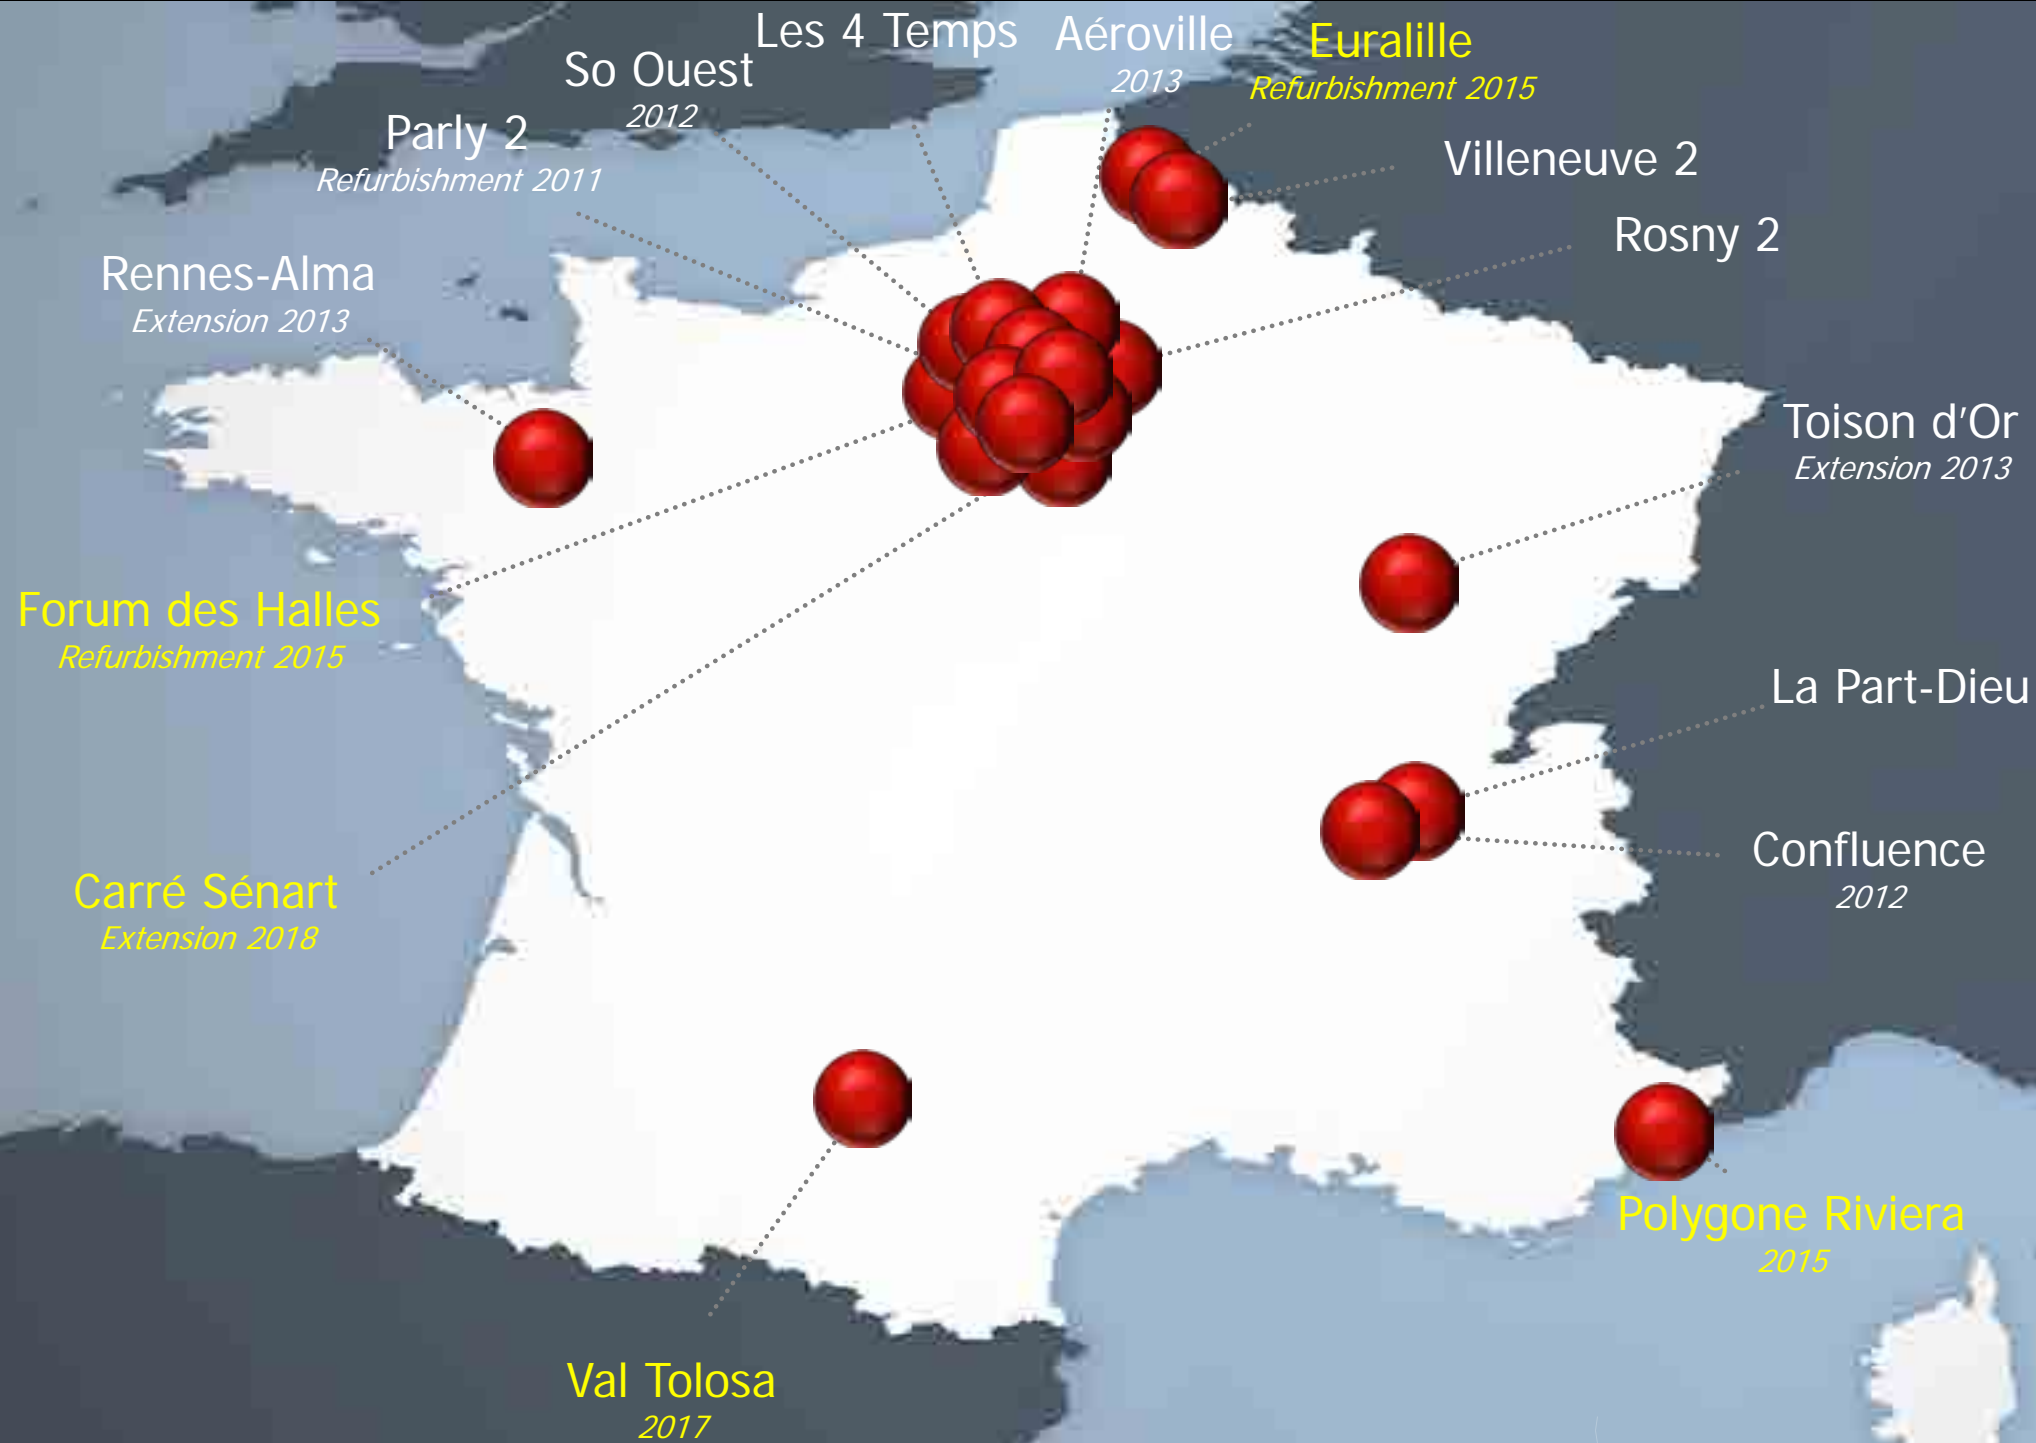 Les 4 Temps
Aéroville
2013
Euralille
Refurbishment 2015
So Ouest
2012
Parly 2
Refurbishment 2011
Villeneuve 2
Rosny 2
Rennes-Alma
Extension 2013
Toison d'Or
Extension 2013
Forum des Halles
Refurbishment 2015
La Part-Dieu
Carré Sénart
Extension 2018
Confluence
2012
Polygone Riviera
2015
Val Tolosa
2017